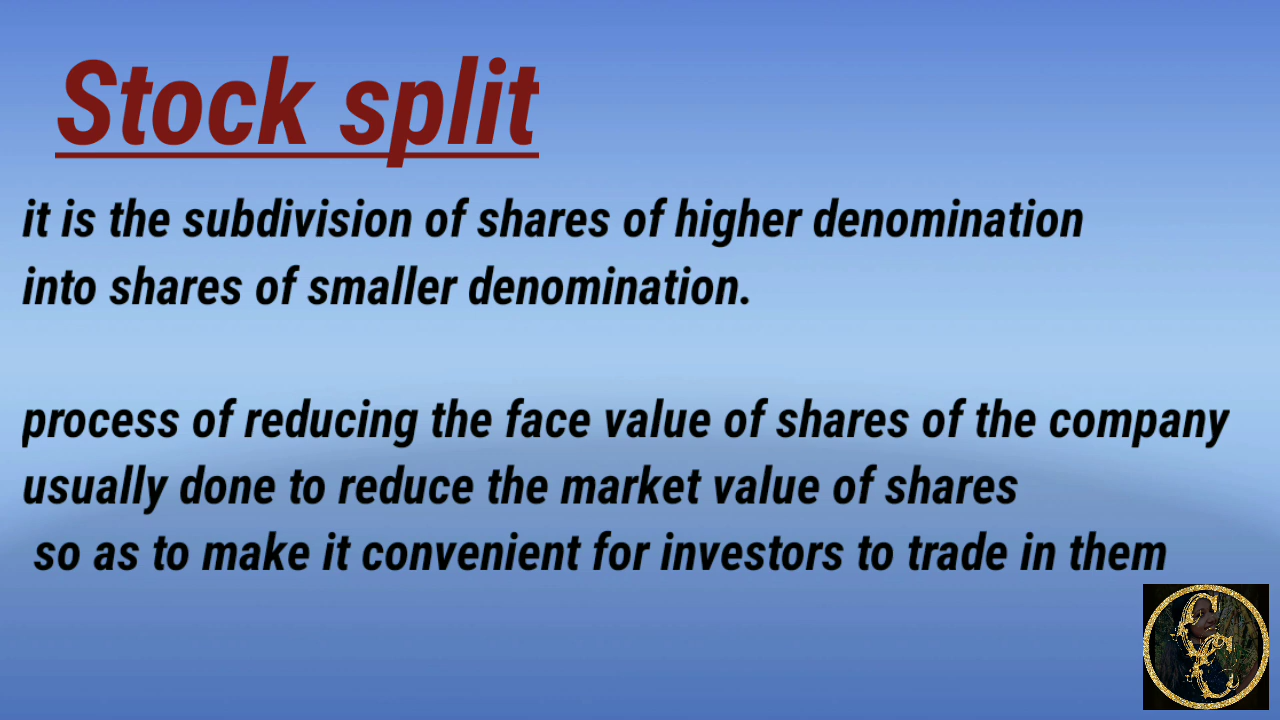 Stock split
it is the subdivision of shares of higher denomination
into shares of smaller denomination.
process of reducing the face value of shares of the company
usually done to reduce the market value of shares
so as to make it convenient for investors to trade in them